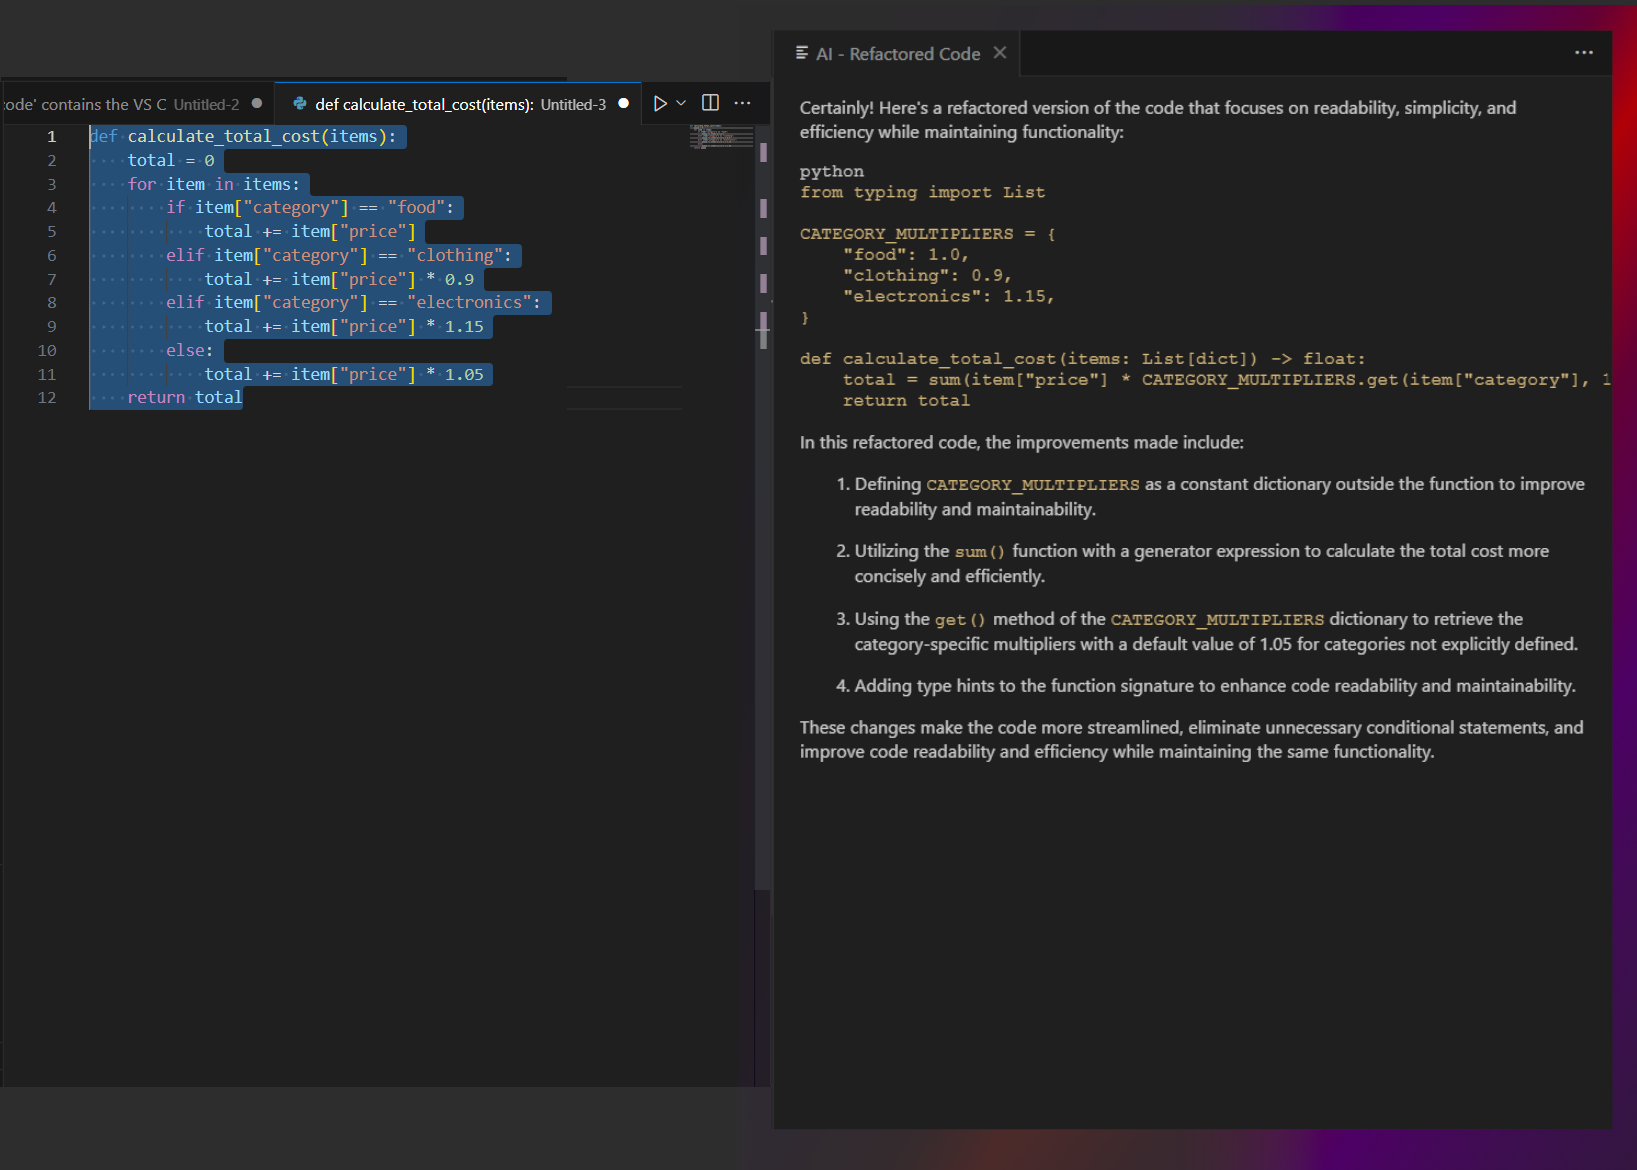 ode' contains the VS C Untitled-2
def calculate_total_cost(items): Untitled-3
1 def calculate_total_cost(items):
2 ····total = 0
3 ····for item in items:
4 ········if item["category"] == "food":
5 ············total += item["price"]
6 ········elif item["category"] == "clothing":
7 ············total += item["price"] * 0.9
8 ········elif item["category"] == "electronics":
9 ············total += item["price"] * 1.15
10 ········else:
11 ············total += item["price"] * 1.05
12 ····return total
AI - Refactored Code
Certainly! Here's a refactored version of the code that focuses on readability, simplicity, and
efficiency while maintaining functionality:
python
from typing import List
CATEGORY_MULTIPLIERS = {
    "food": 1.0,
    "clothing": 0.9,
    "electronics": 1.15,
}
def calculate_total_cost(items: List[dict]) -> float:
    total = sum(item["price"] * CATEGORY_MULTIPLIERS.get(item["category"], 1
    return total
In this refactored code, the improvements made include:
1. Defining CATEGORY_MULTIPLIERS as a constant dictionary outside the function to improve
readability and maintainability.
2. Utilizing the sum() function with a generator expression to calculate the total cost more
concisely and efficiently.
3. Using the get() method of the CATEGORY_MULTIPLIERS dictionary to retrieve the
category-specific multipliers with a default value of 1.05 for categories not explicitly defined.
4. Adding type hints to the function signature to enhance code readability and maintainability.
These changes make the code more streamlined, eliminate unnecessary conditional statements, and
improve code readability and efficiency while maintaining the same functionality.